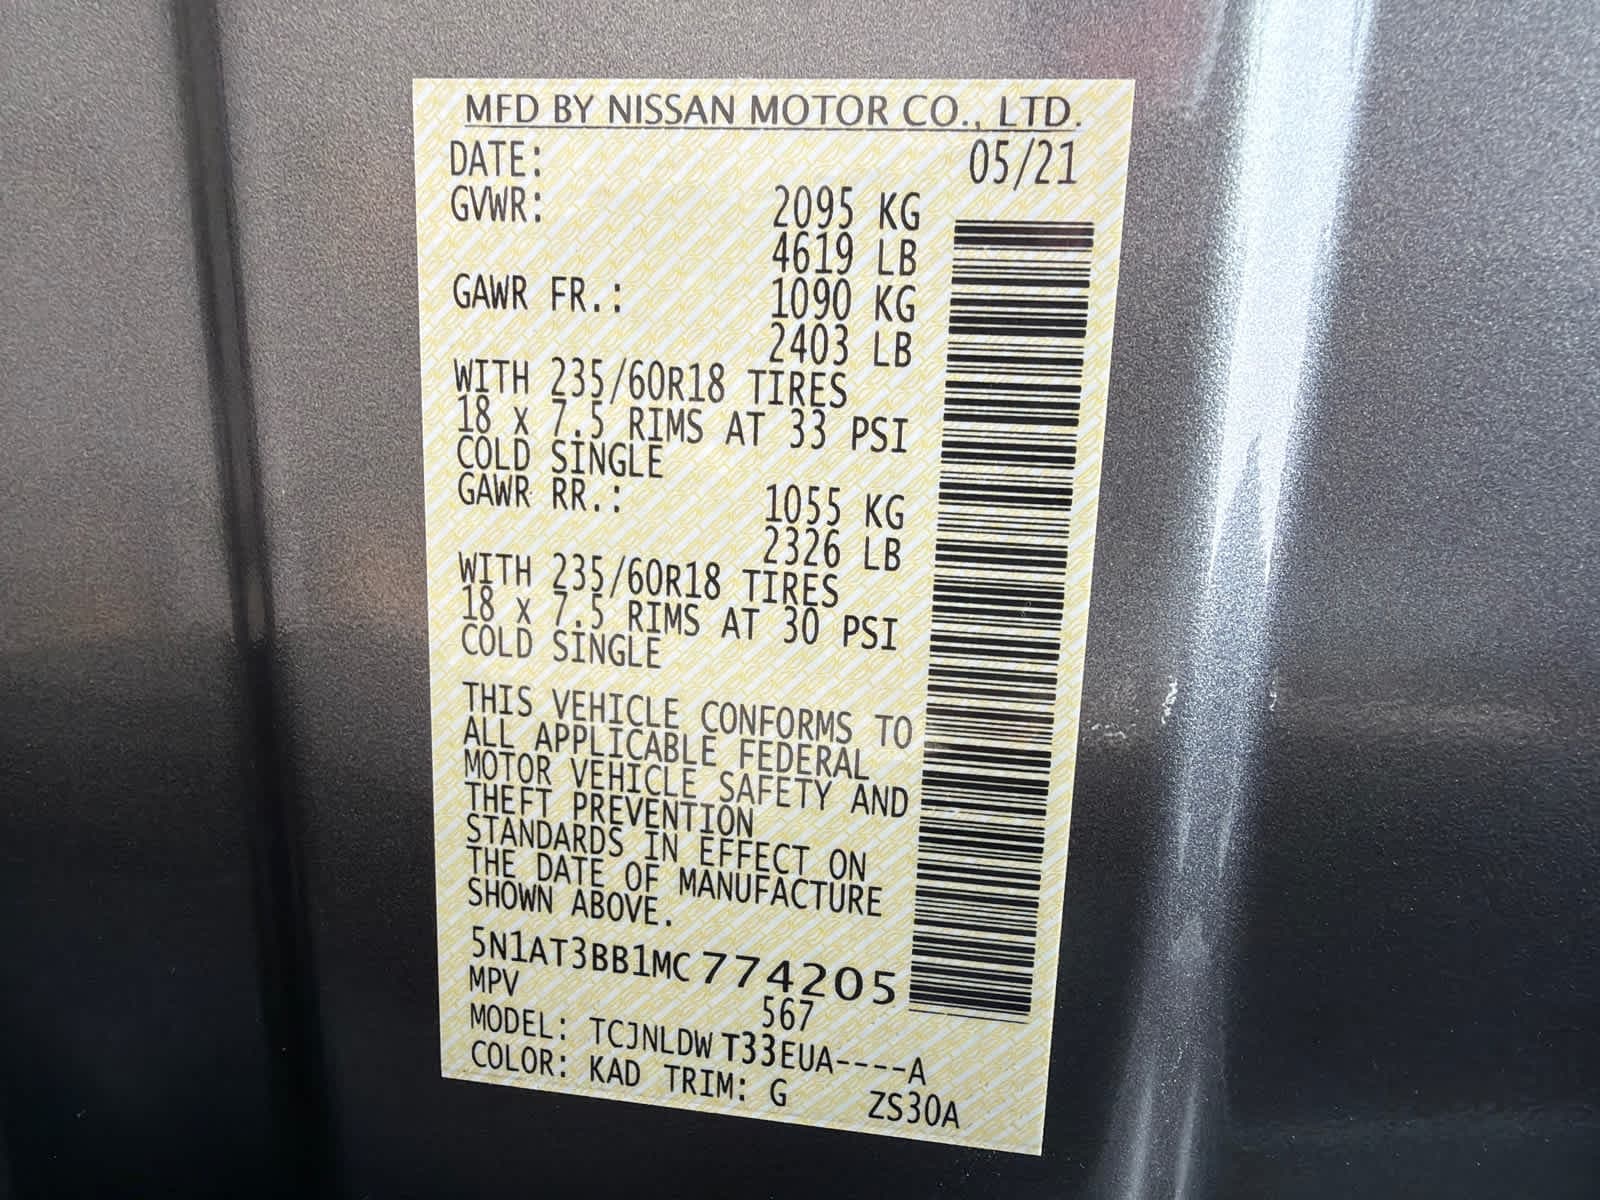 MFD BY NISSAN MOTOR CO., LTD.
DATE: 05/21
GVWR: 2095 KG
4619 LB
GAWR FR.: 1090 KG
2403 LB
WITH 235/60R18 TIRES
18 x 7.5 RIMS AT 33 PSI
COLD SINGLE
GAWR RR.: 1055 KG
2326 LB
WITH 235/60R18 TIRES
18 x 7.5 RIMS AT 30 PSI
COLD SINGLE
THIS VEHICLE CONFORMS TO
ALL APPLICABLE FEDERAL
MOTOR VEHICLE SAFETY AND
THEFT PREVENTION
STANDARDS IN EFFECT ON
THE DATE OF MANUFACTURE
SHOWN ABOVE.
5N1AT3BB1MC774205
MPV 567
MODEL: TCJNLDW T33EUA----A
COLOR: KAD TRIM: G ZS30A